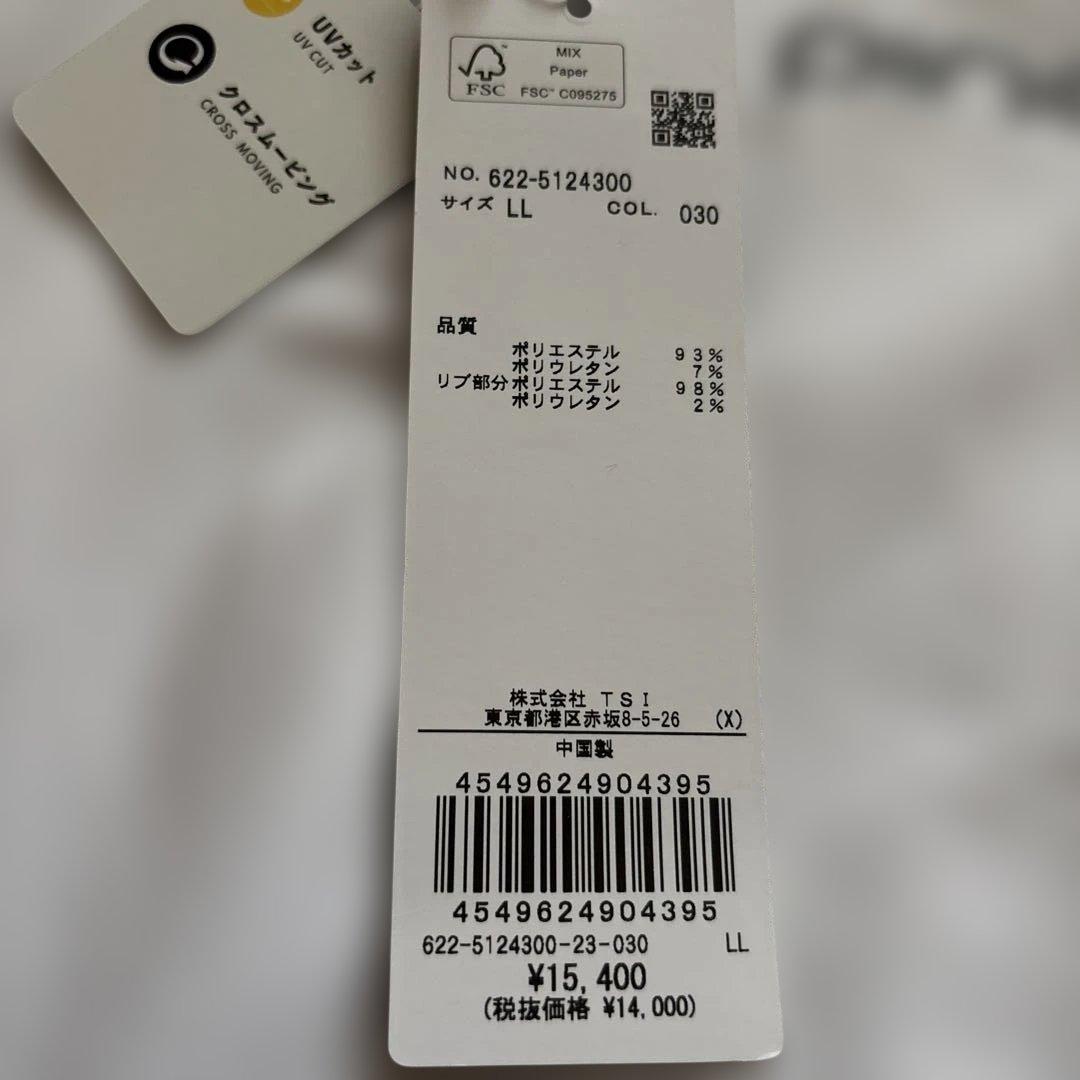 UVカット
UV CUT
クロスムービング
CROSS MOVING
FSC™
MIX
Paper
FSC™ C095275
NO. 622-5124300
サイズ LL COL. 030
品質
ポリエステル 93%
ポリウレタン 7%
リブ部分ポリエステル 98%
ポリウレタン 2%
株式会社 TSI
東京都港区赤坂8-5-26 (X)
中国製
4549624904395
4549624904395
622-5124300-23-030 LL
¥15,400
(税抜価格 ¥14,000)